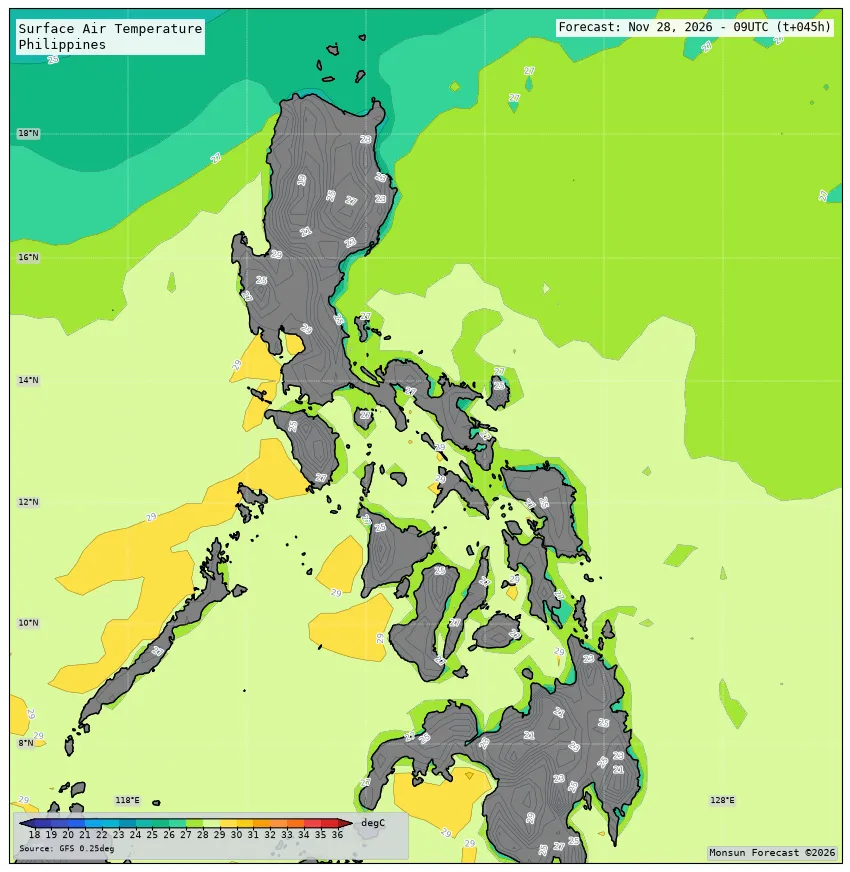 Surface Air Temperature
Philippines
Forecast: Nov 28, 2026 - 09UTC (t+045h)
18°N
16°N
14°N
12°N
10°N
8°N
118°E
128°E
18 19 20 21 22 23 24 25 26 27 28 29 30 31 32 33 34 35 36 degC
Source: GFS 0.25deg
Monsun Forecast ©2026